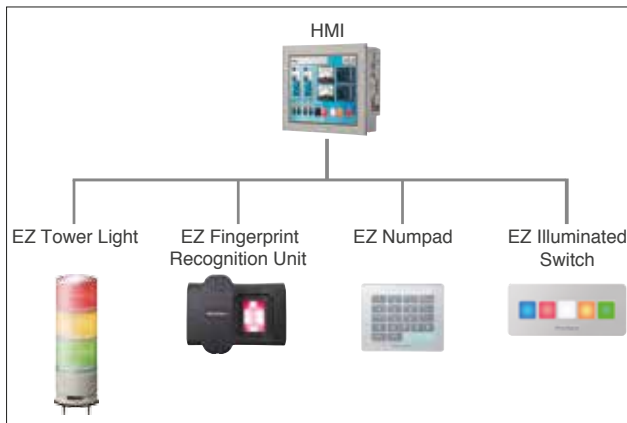 HMI
EZ Tower Light
EZ Fingerprint
Recognition Unit
EZ Numpad
EZ Illuminated
Switch